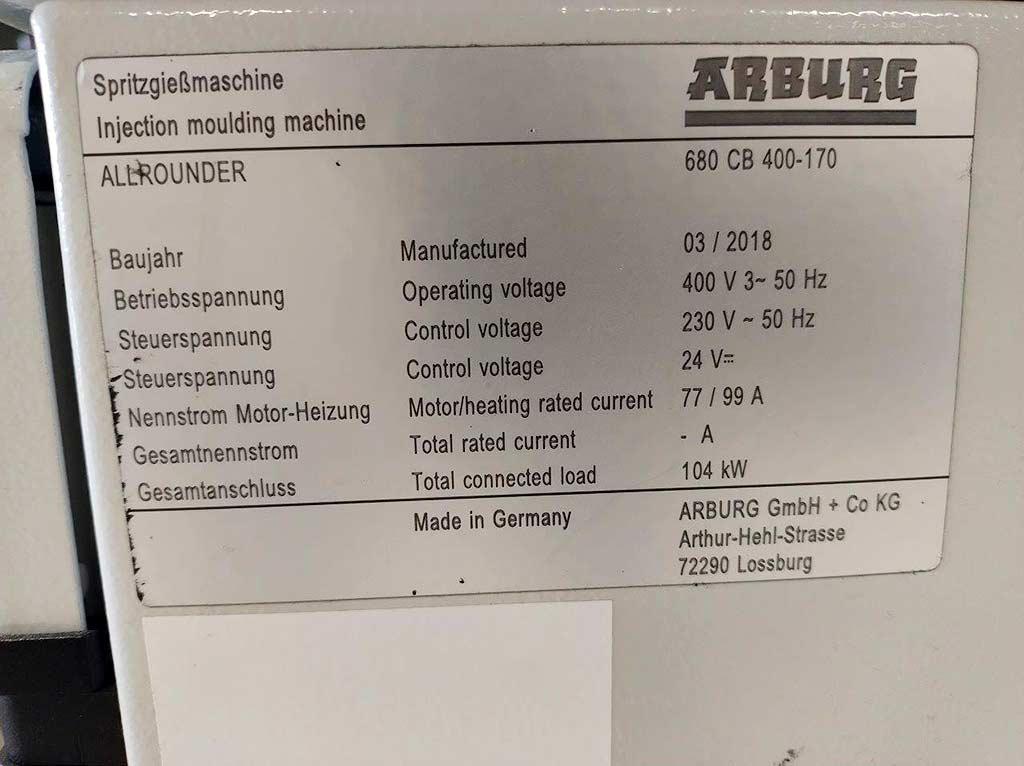 Spritzgießmaschine
Injection moulding machine
ARBURG
ALLROUNDER 680 CB 400-170
Baujahr Manufactured 03 / 2018
Betriebsspannung Operating voltage 400 V 3~ 50 Hz
Steuerspannung Control voltage 230 V ~ 50 Hz
Steuerspannung Control voltage 24 V⎓
Nennstrom Motor-Heizung Motor/heating rated current 77 / 99 A
Gesamtnennstrom Total rated current - A
Gesamtanschluss Total connected load 104 kW
Made in Germany ARBURG GmbH + Co KG
Arthur-Hehl-Strasse
72290 Lossburg